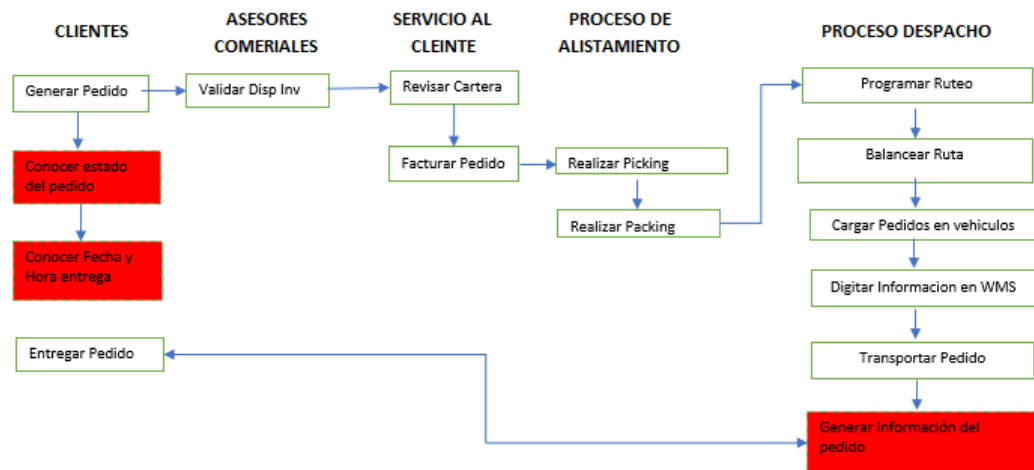 CLIENTES
ASESORES
COMERIALES
SERVICIO AL
CLEINTE
PROCESO DE
ALISTAMIENTO
PROCESO DESPACHO
Generar Pedido
Validar Disp Inv
Revisar Cartera
Programar Ruteo
Conocer estado
del pedido
Facturar Pedido
Realizar Picking
Balancear Ruta
Realizar Packing
Cargar Pedidos en vehiculos
Conocer Fecha y
Hora entrega
Digitar Informacion en WMS
Entregar Pedido
Transportar Pedido
Generar Información del
pedido